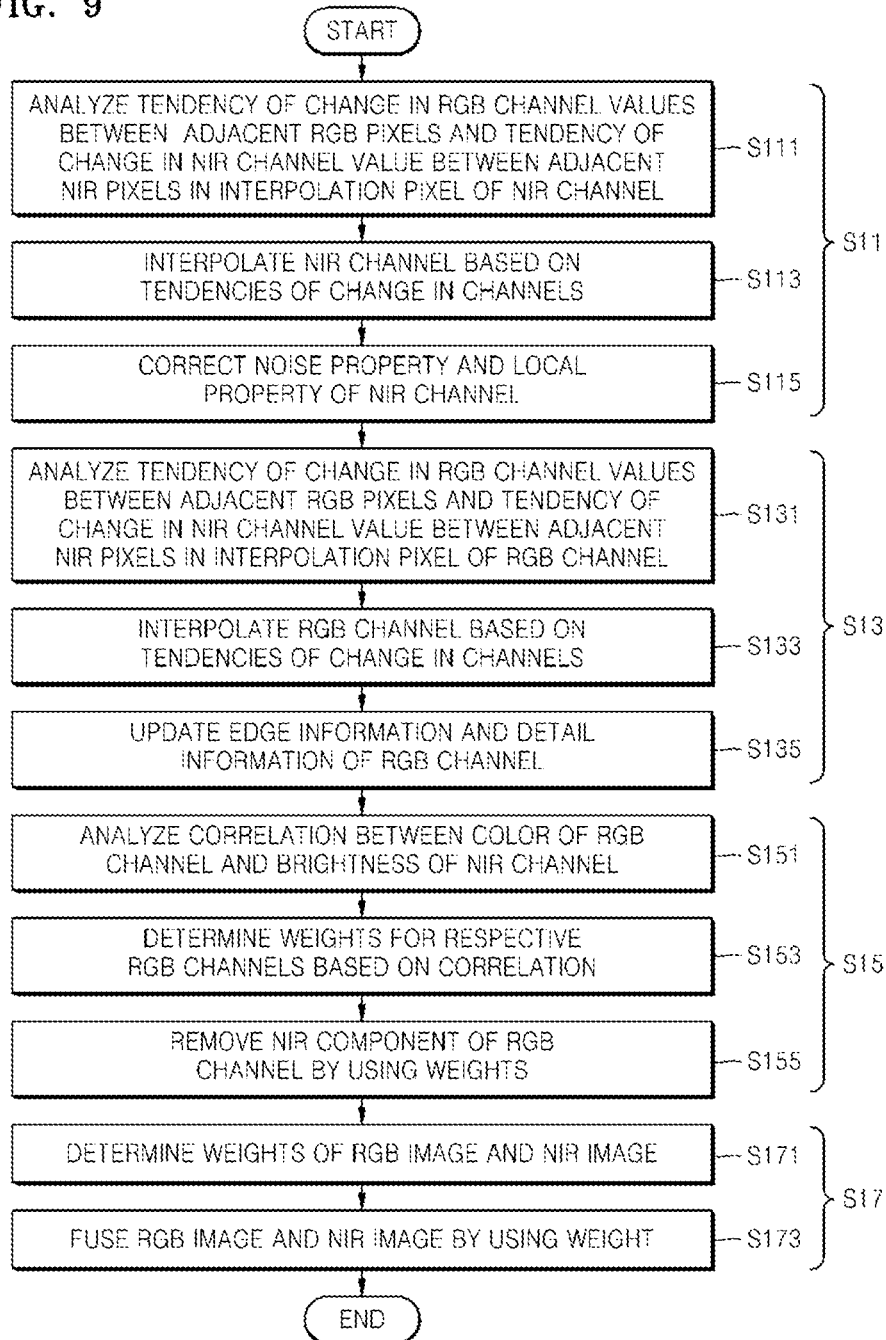 FIG. 9
START
ANALYZE TENDENCY OF CHANGE IN RGB CHANNEL VALUES
BETWEEN ADJACENT RGB PIXELS AND TENDENCY OF
CHANGE IN NIR CHANNEL VALUE BETWEEN ADJACENT
NIR PIXELS IN INTERPOLATION PIXEL OF NIR CHANNEL
S111
INTERPOLATE NIR CHANNEL BASED ON
TENDENCIES OF CHANGE IN CHANNELS
S113
S11
CORRECT NOISE PROPERTY AND LOCAL
PROPERTY OF NIR CHANNEL
S115
ANALYZE TENDENCY OF CHANGE IN RGB CHANNEL VALUES
BETWEEN ADJACENT RGB PIXELS AND TENDENCY OF
CHANGE IN NIR CHANNEL VALUE BETWEEN ADJACENT
NIR PIXELS IN INTERPOLATION PIXEL OF RGB CHANNEL
S131
INTERPOLATE RGB CHANNEL BASED ON
TENDENCIES OF CHANGE IN CHANNELS
S133
S13
UPDATE EDGE INFORMATION AND DETAIL
INFORMATION OF RGB CHANNEL
S135
ANALYZE CORRELATION BETWEEN COLOR OF RGB
CHANNEL AND BRIGHTNESS OF NIR CHANNEL
S151
DETERMINE WEIGHTS FOR RESPECTIVE
RGB CHANNELS BASED ON CORRELATION
S153
S15
REMOVE NIR COMPONENT OF RGB
CHANNEL BY USING WEIGHTS
S155
DETERMINE WEIGHTS OF RGB IMAGE AND NIR IMAGE
S171
S17
FUSE RGB IMAGE AND NIR IMAGE BY USING WEIGHT
S173
END